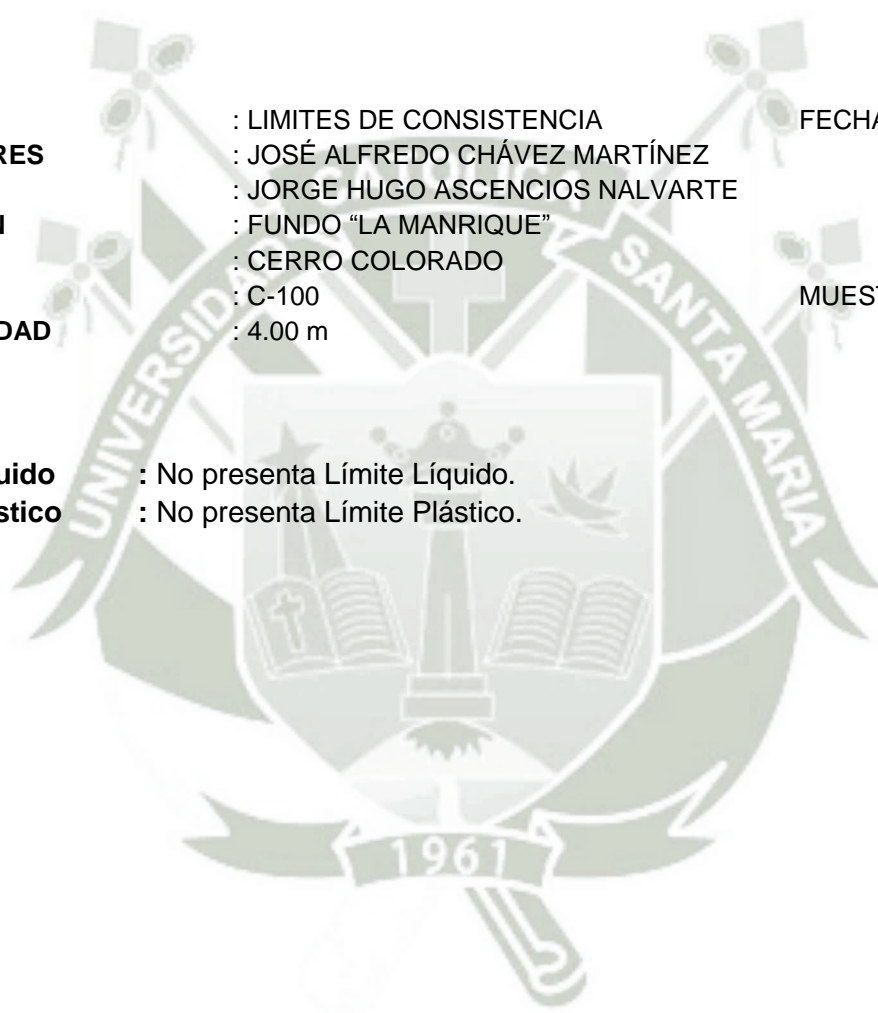 : LIMITES DE CONSISTENCIA FECHA
RES : JOSÉ ALFREDO CHÁVEZ MARTÍNEZ
: JORGE HUGO ASCENCIOS NALVARTE
N : FUNDO “LA MANRIQUE”
: CERRO COLORADO
: C-100 MUEST
DAD : 4.00 m
uido : No presenta Límite Líquido.
stico : No presenta Límite Plástico.
UNIVERSIDAD CATOLICA SANTA MARIA
1961